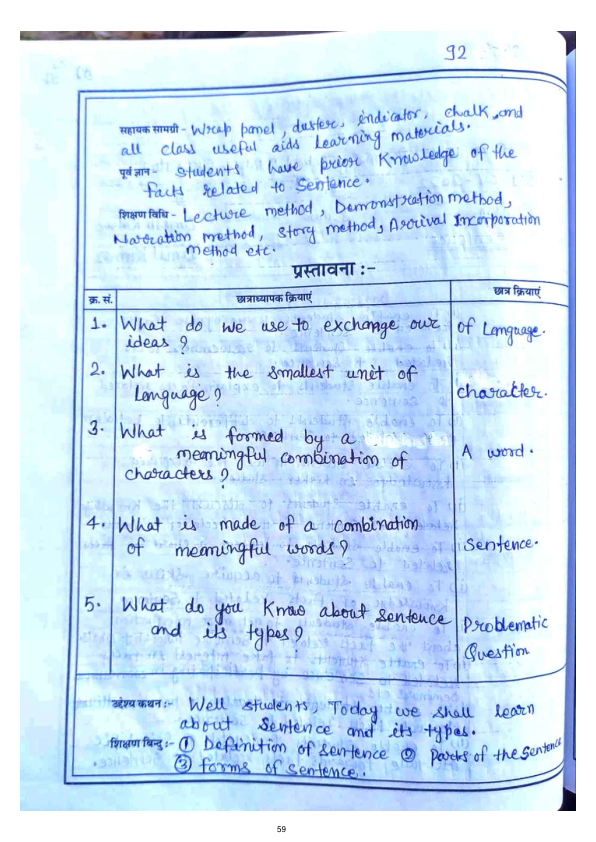 92
सहायक सामग्री - Wrap panel, duster, indicator, chalk, and
all class useful aids Learning materials.
पूर्व ज्ञान - Students have prior Knowledge of the
facts related to Sentence.
शिक्षण विधि - Lecture method, Demonstration method,
Narration method, Story method, Arrival Incorporation
method etc.
प्रस्तावना :-
क्र. सं. छात्राध्यापक क्रियाएं छात्र क्रियाएं
1. What do we use to exchange our of Language.
ideas ?
2. What is the smallest unit of
Language ? character.
3. What is formed by a
meaningful combination of A word.
characters ?
4. What is made of a combination
of meaningful words ? Sentence.
5. What do you Know about Sentence
and its types ? Problematic
Question
उद्देश्य कथन :- Well students, Today we shall learn
about Sentence and its types.
शिक्षण बिन्दु :- ① Definition of sentence ② Parts of the Sentence
③ forms of Sentence.
59